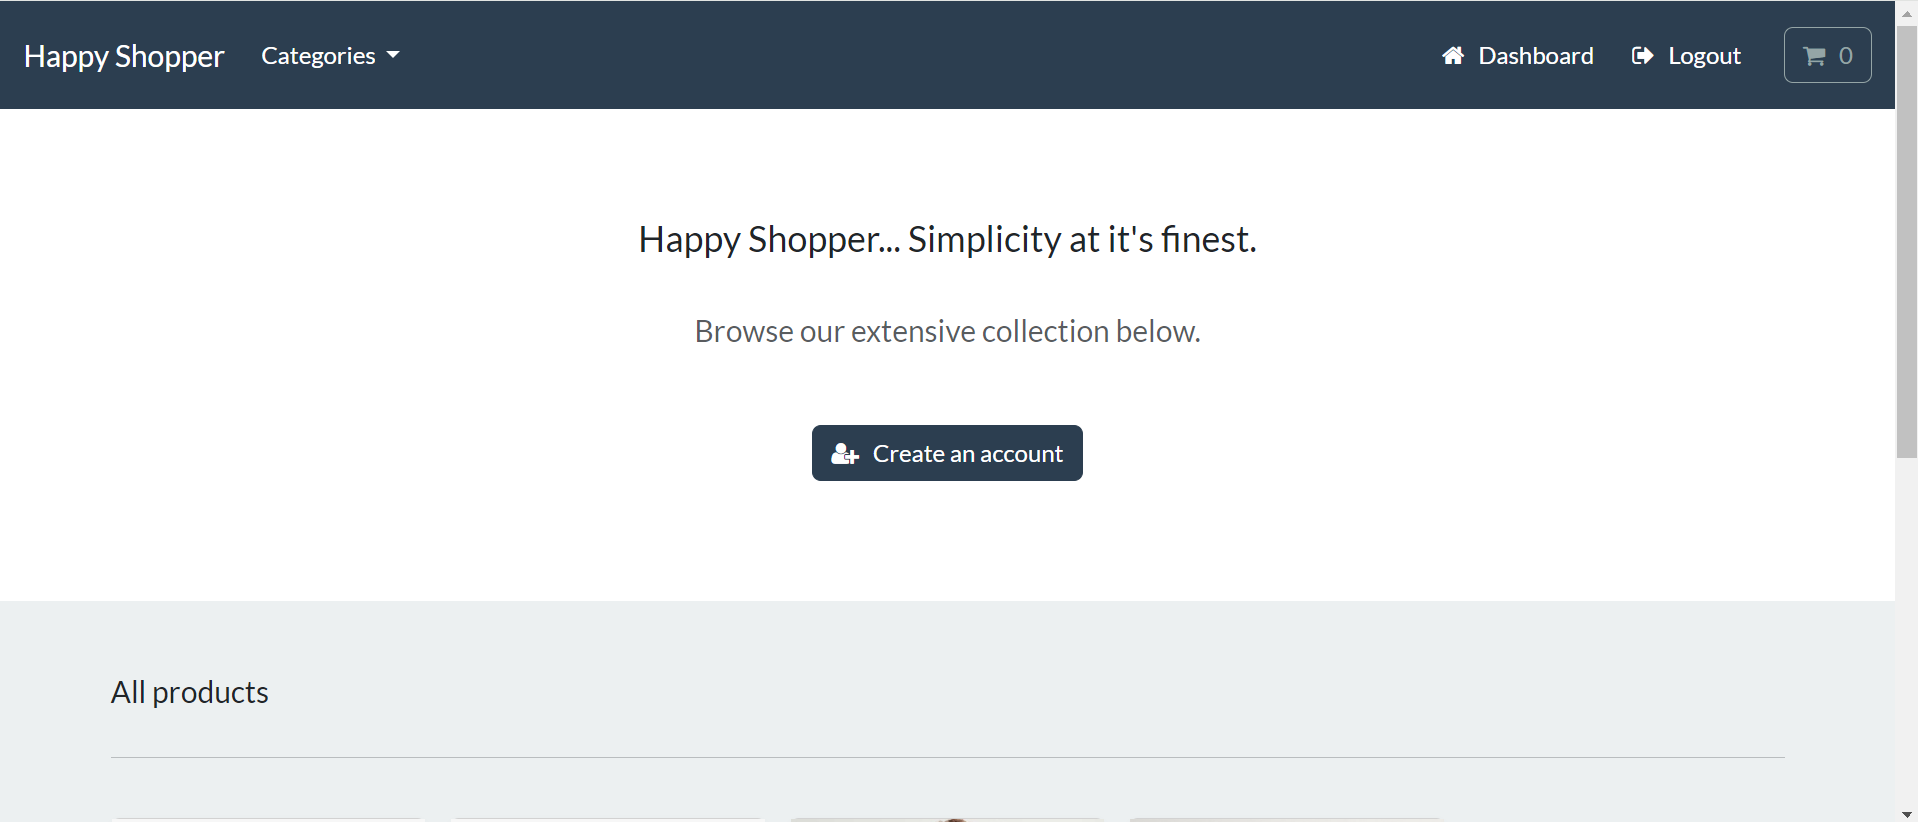 Happy Shopper Categories Dashboard Logout 0
Happy Shopper... Simplicity at it's finest.
Browse our extensive collection below.
Create an account
All products